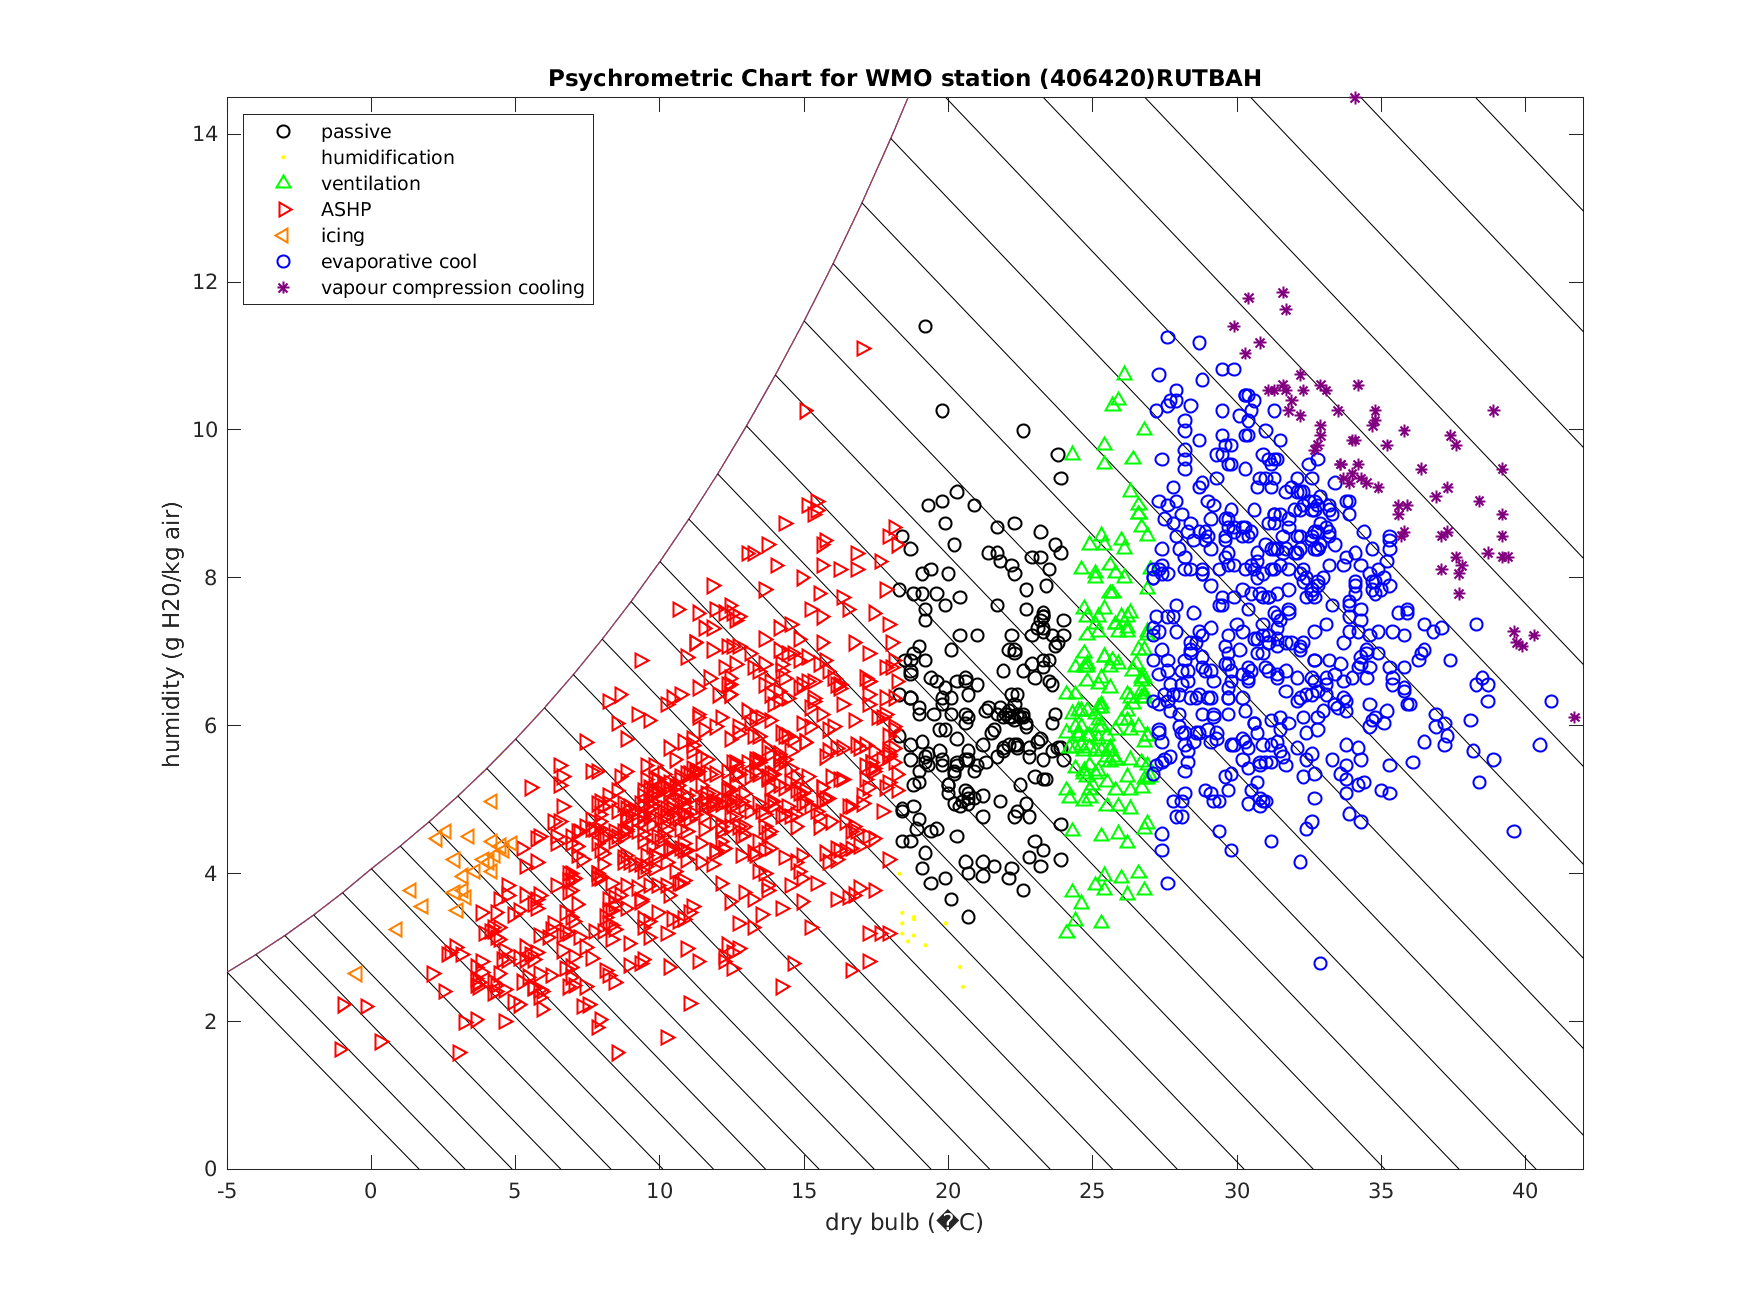 Psychrometric Chart for WMO station (406420)RUTBAH
passive
humidification
ventilation
ASHP
icing
evaporative cool
vapour compression cooling
14
12
10
8
6
4
2
0
humidity (g H20/kg air)
-5 0 5 10 15 20 25 30 35 40
dry bulb (�C)